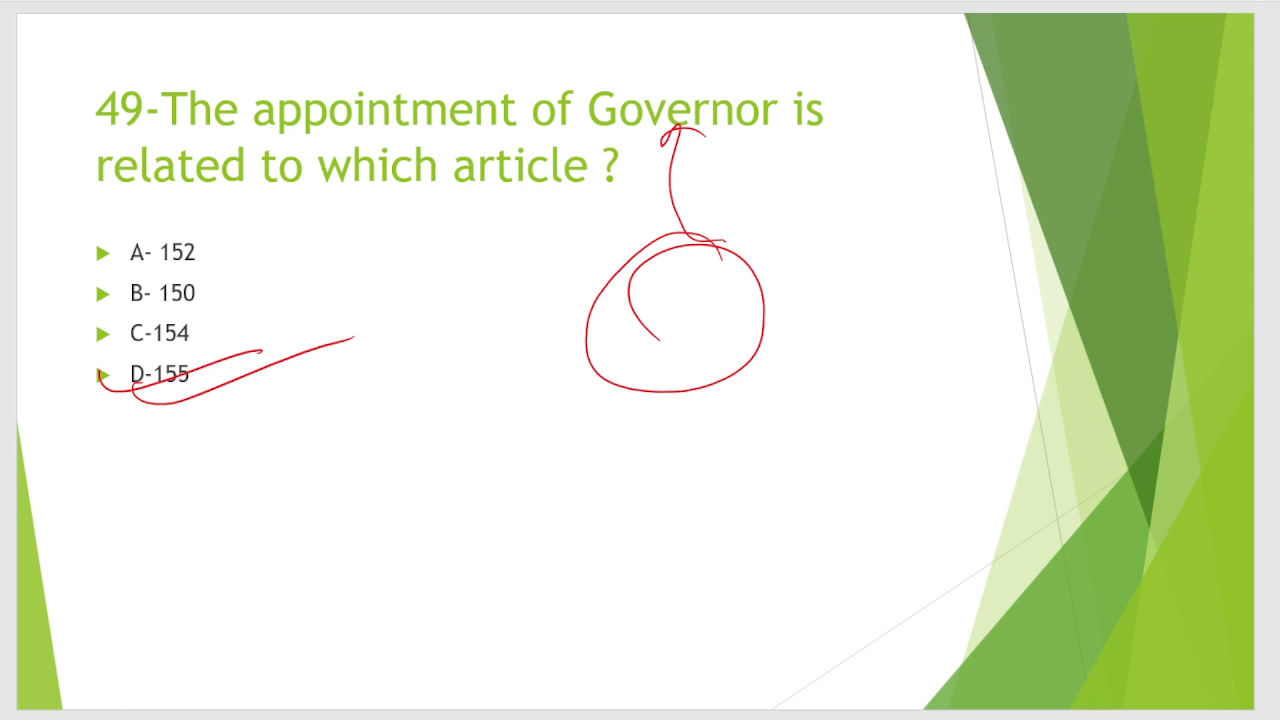 49-The appointment of Governor is
related to which article ?
A- 152
B- 150
C-154
D-155